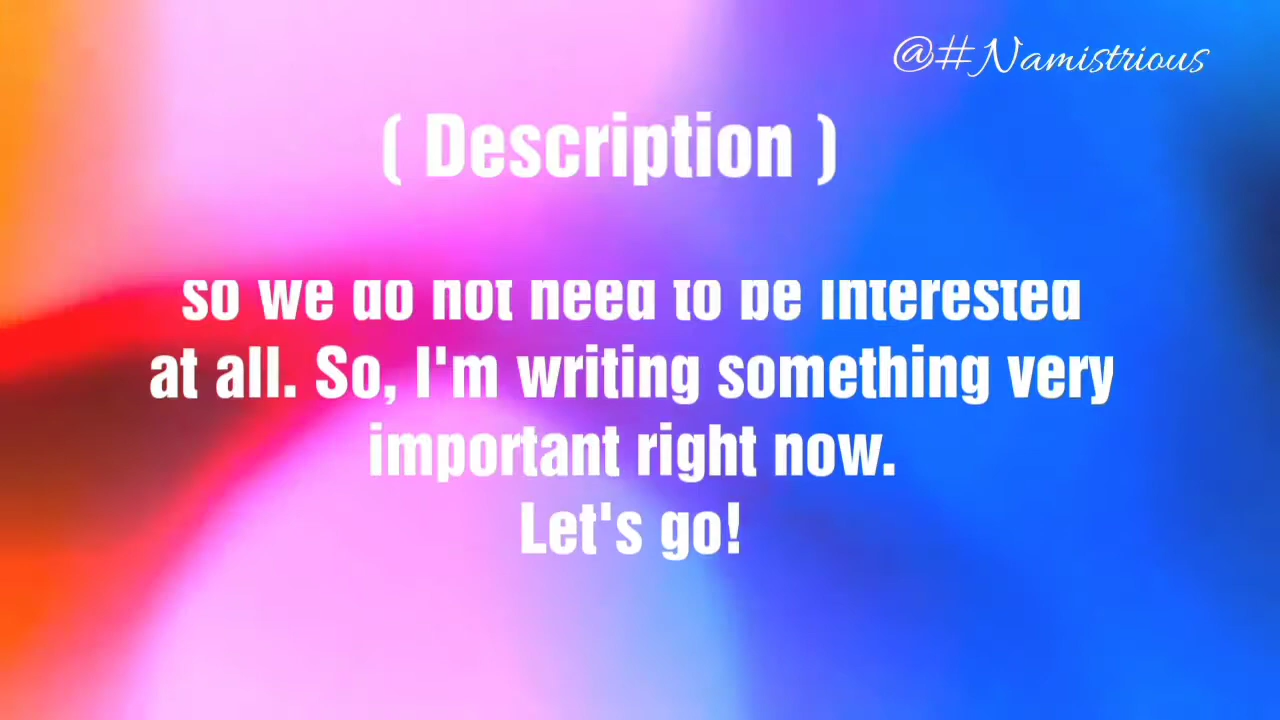 @#Namistrious
( Description )
so we do not need to be interested
at all. So, I'm writing something very
important right now.
Let's go!